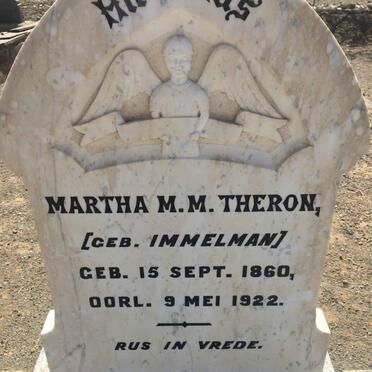 MARTHA M. M. THERON,
[GEB. IMMELMAN]
GEB. 15 SEPT. 1860,
OORL. 9 MEI 1922.
RUS IN VREDE.